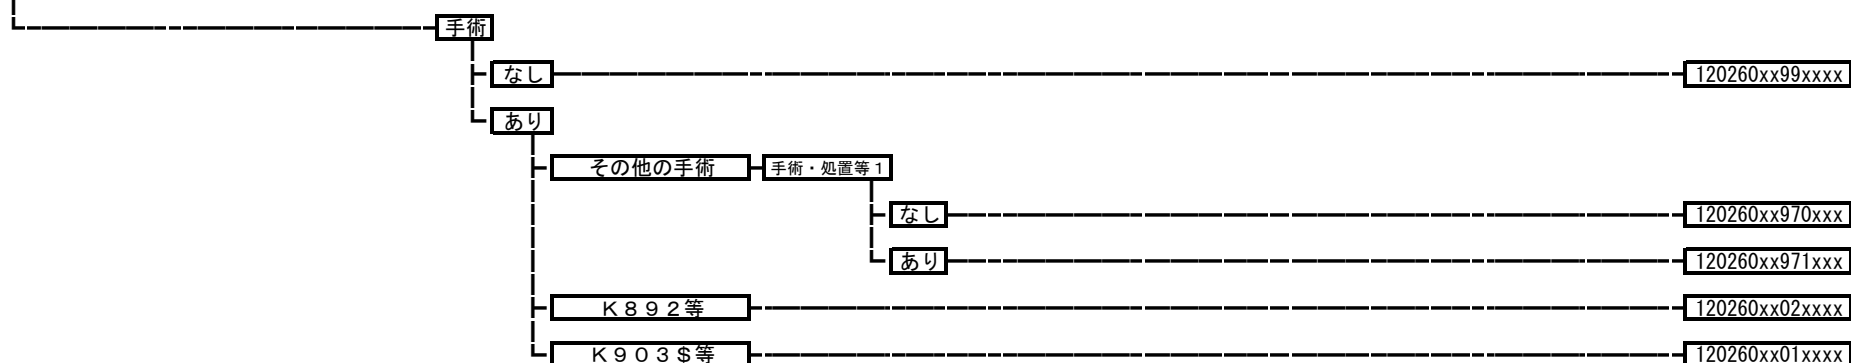 手術
なし 120260xx99xxxx
あり
その他の手術 手術・処置等1
なし 120260xx970xxx
あり 120260xx971xxx
K892等 120260xx02xxxx
K903$等 120260xx01xxxx